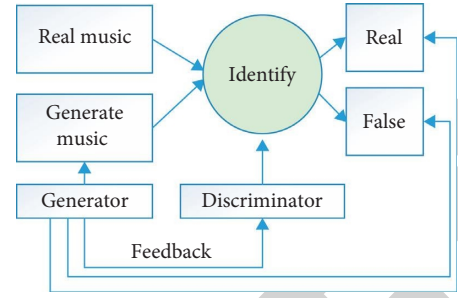 Real music
Identify
Real
Generate
music
False
Generator
Discriminator
Feedback